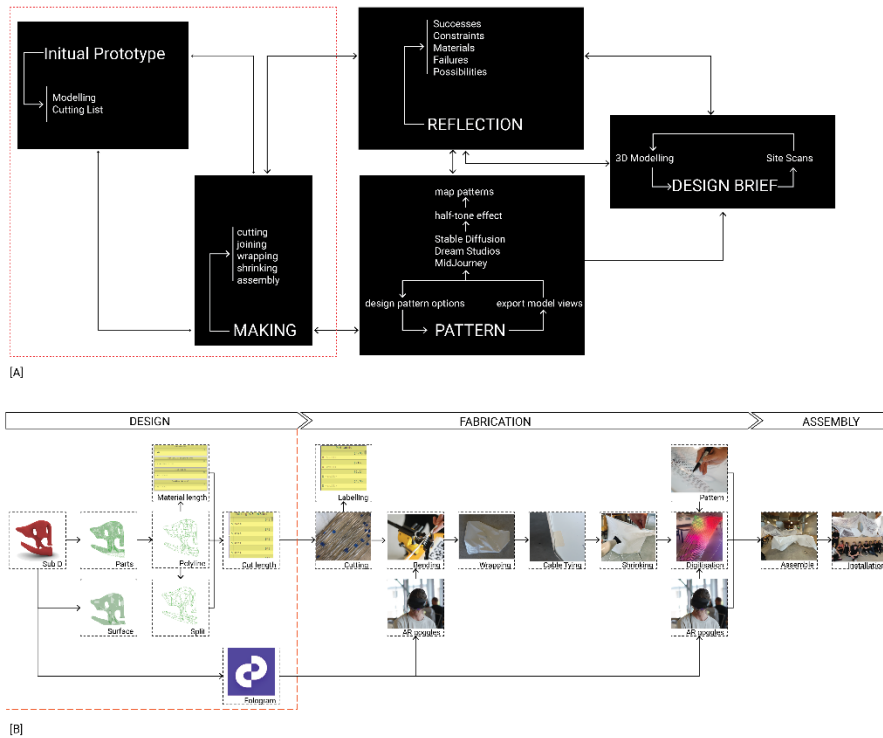 Initual Prototype
Modelling
Cutting List
cutting
joining
wrapping
shrinking
assembly
MAKING
Successes
Constraints
Materials
Failures
Possibilities
REFLECTION
map patterns
half-tone effect
Stable Diffusion
Dream Studios
MidJourney
design pattern options
export model views
PATTERN
3D Modelling
Site Scans
DESIGN BRIEF
[A]
DESIGN
FABRICATION
ASSEMBLY
Material length
Labelling
Pattern
Sub D
Parts
Polyline
Cut length
Cutting
Bending
Wrapping
Cable Tying
Shrinking
Digitisation
Assemple
Installation
Surface
Split
AR goggles
AR goggles
Fologram
[B]